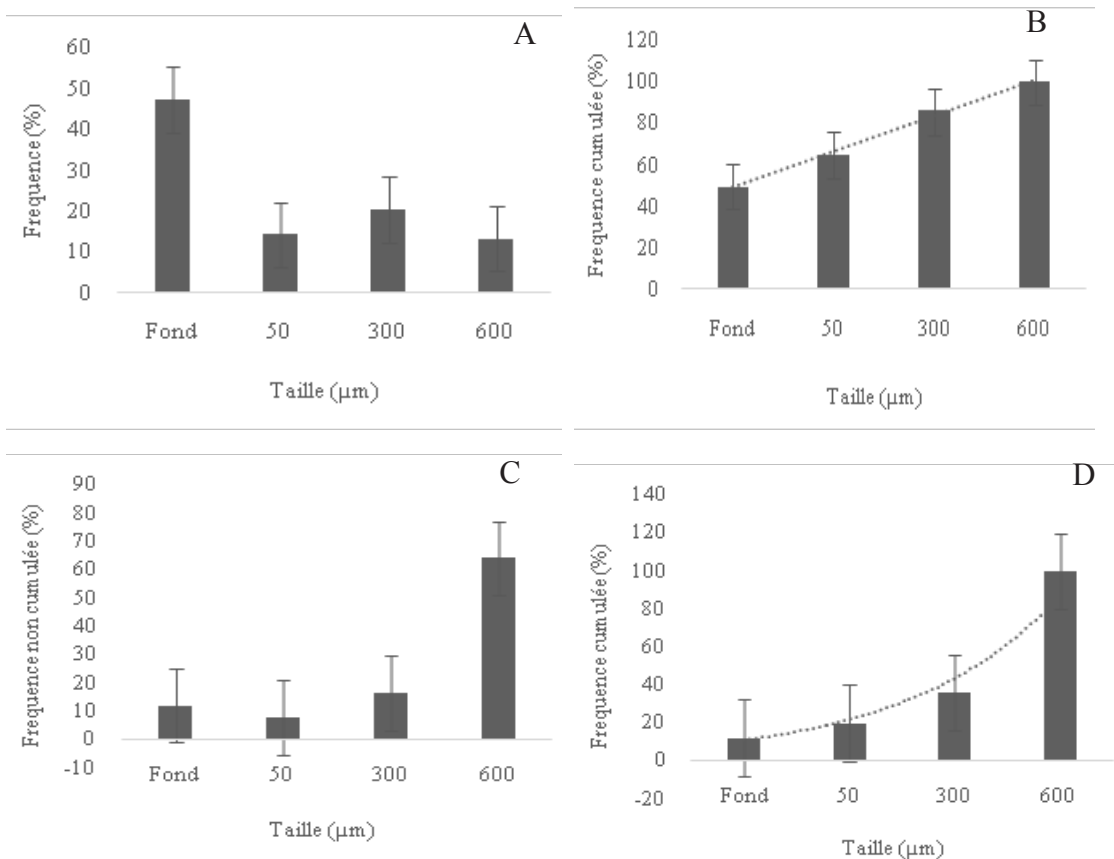 A
Frequence (%)
60
50
40
30
20
10
0
Fond 50 300 600
Taille (μm)
B
Frequence cumulée (%)
120
100
80
60
40
20
0
Fond 50 300 600
Taille (μm)
C
Frequence non cumulée (%)
90
80
70
60
50
40
30
20
10
0
-10
Fond 50 300 600
Taille (μm)
D
Frequence cumulée (%)
140
120
100
80
60
40
20
0
-20
Fond 50 300 600
Taille (μm)